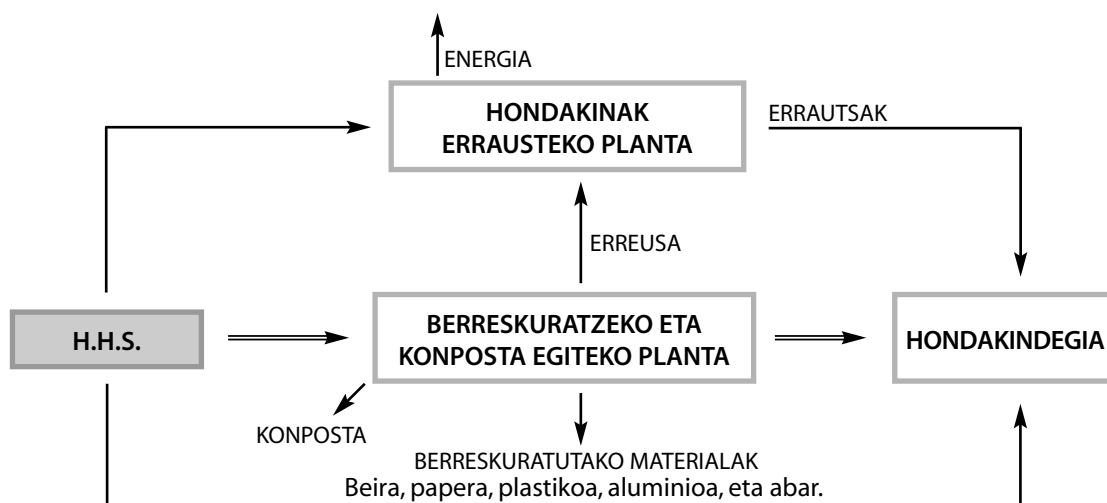 ENERGIA
HONDAKINAK
ERRAUSTEKO PLANTA
ERRAUTSAK
ERREUSA
H.H.S.
BERRESKURATZEKO ETA
KONPOSTA EGITEKO PLANTA
HONDAKINDEGIA
KONPOSTA
BERRESKURATUTAKO MATERIALAK
Beira, papera, plastikoa, aluminioa, eta abar.